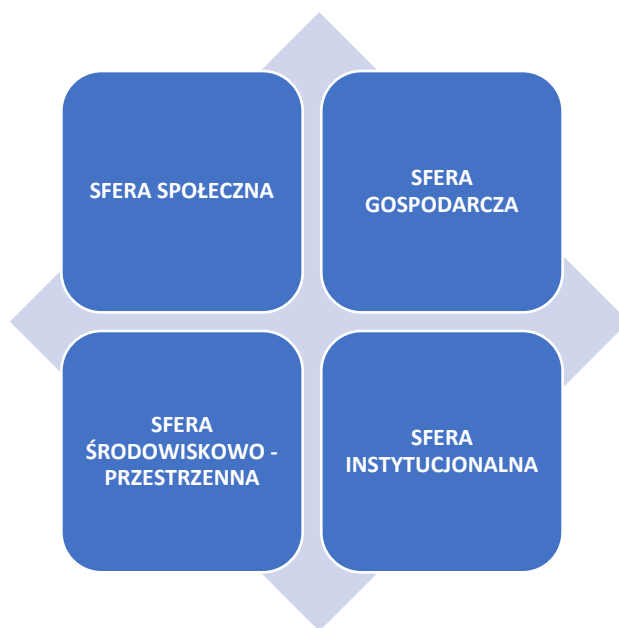 SFERA SPOŁECZNA
SFERA
GOSPODARCZA
SFERA
ŚRODOWISKOWO -
PRZESTRZENNA
SFERA
INSTYTUCJONALNA